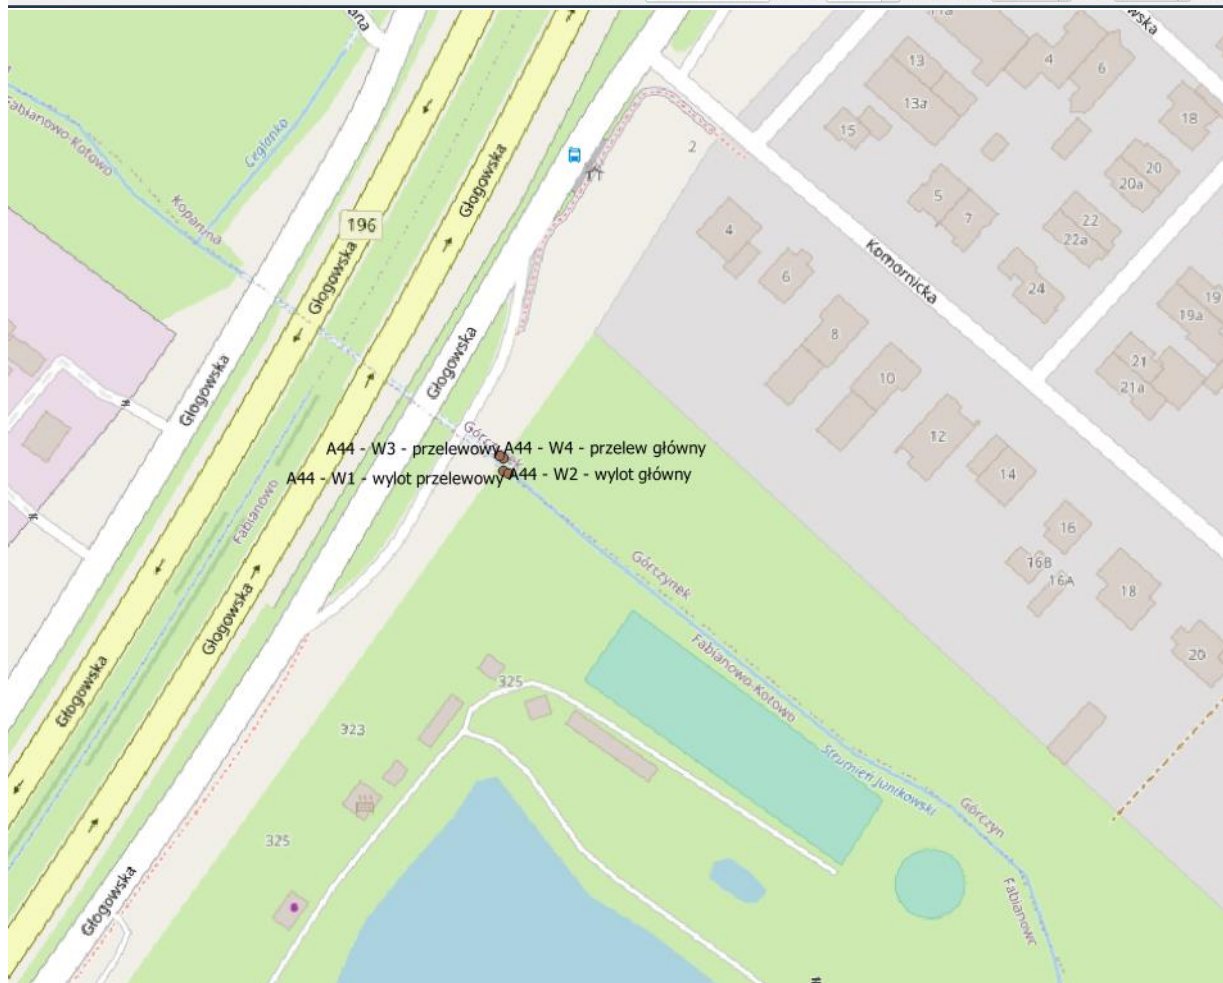 wska
11a
4
6
13
13a
18
15
20
20a
Fabianowo-Kotowo
Ceglanka
Głogowska
2
5
7
22
22a
Kopanina
196
Głogowska
4
6
Komornicka
24
19
19a
Głogowska
8
21
21a
Głogowska
Głogowska
10
12
14
A44 - W3 - przelewowy
A44 - W4 - przelew główny
A44 - W1 - wylot przelewowy
A44 - W2 - wylot główny
Fabianowo
16
16B
16A
18
Górczynek
Głogowska
Fabianowo-Kotowo
20
Głogowska
325
323
Strumień Junikowski
Górczyn
325
Głogowska
Fabianowo